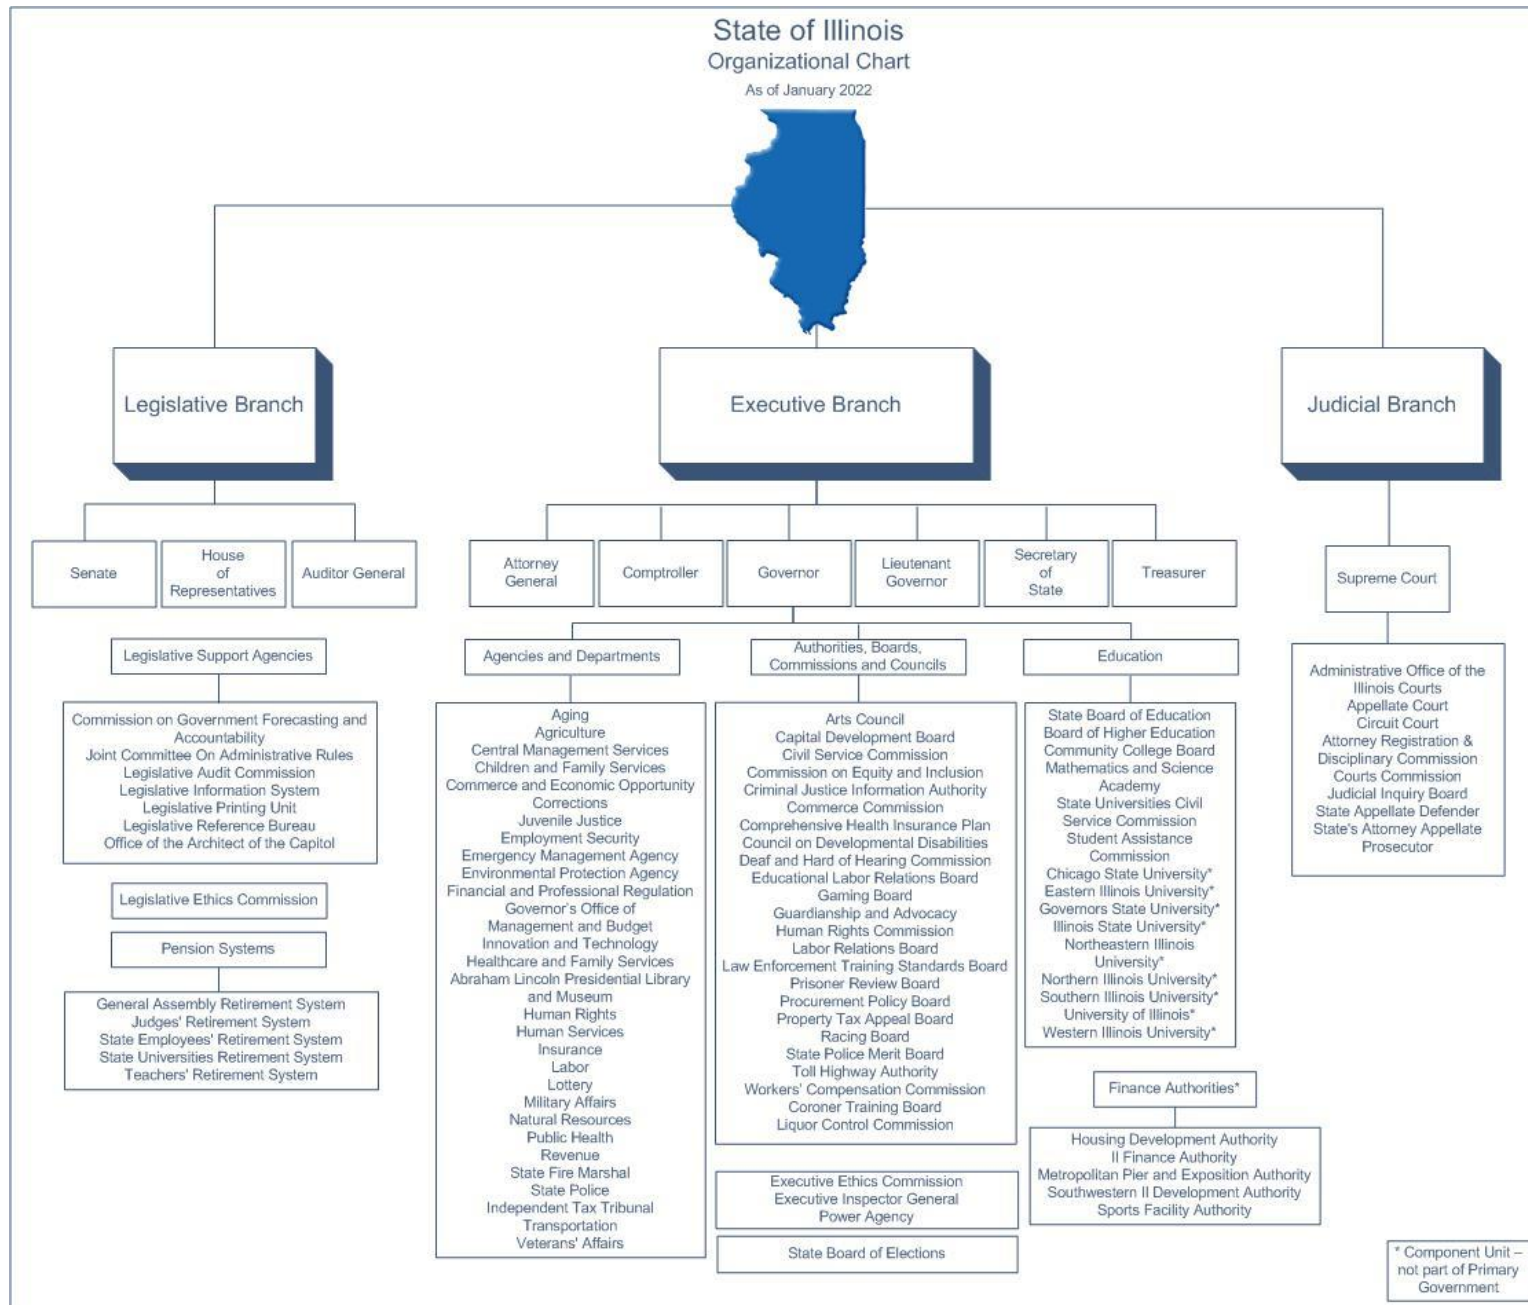 State of Illinois
Organizational Chart
As of January 2022
Legislative Branch
Executive Branch
Judicial Branch
Senate
House
of
Representatives
Auditor General
Attorney
General
Comptroller
Governor
Lieutenant
Governor
Secretary
of
State
Treasurer
Supreme Court
Legislative Support Agencies
Commission on Government Forecasting and
Accountability
Joint Committee On Administrative Rules
Legislative Audit Commission
Legislative Information System
Legislative Printing Unit
Legislative Reference Bureau
Office of the Architect of the Capitol
Legislative Ethics Commission
Pension Systems
General Assembly Retirement System
Judges' Retirement System
State Employees' Retirement System
State Universities Retirement System
Teachers' Retirement System
Agencies and Departments
Aging
Agriculture
Central Management Services
Children and Family Services
Commerce and Economic Opportunity
Corrections
Juvenile Justice
Employment Security
Emergency Management Agency
Environmental Protection Agency
Financial and Professional Regulation
Governor's Office of
Management and Budget
Innovation and Technology
Healthcare and Family Services
Abraham Lincoln Presidential Library
and Museum
Human Rights
Human Services
Insurance
Labor
Lottery
Military Affairs
Natural Resources
Public Health
Revenue
State Fire Marshal
State Police
Independent Tax Tribunal
Transportation
Veterans' Affairs
Authorities, Boards,
Commissions and Councils
Arts Council
Capital Development Board
Civil Service Commission
Commission on Equity and Inclusion
Criminal Justice Information Authority
Commerce Commission
Comprehensive Health Insurance Plan
Council on Developmental Disabilities
Deaf and Hard of Hearing Commission
Educational Labor Relations Board
Gaming Board
Guardianship and Advocacy
Human Rights Commission
Labor Relations Board
Law Enforcement Training Standards Board
Prisoner Review Board
Procurement Policy Board
Property Tax Appeal Board
Racing Board
State Police Merit Board
Toll Highway Authority
Workers' Compensation Commission
Coroner Training Board
Liquor Control Commission
Executive Ethics Commission
Executive Inspector General
Power Agency
State Board of Elections
Education
State Board of Education
Board of Higher Education
Community College Board
Mathematics and Science
Academy
State Universities Civil
Service Commission
Student Assistance
Commission
Chicago State University*
Eastern Illinois University*
Governors State University*
Illinois State University*
Northeastern Illinois
University*
Northern Illinois University*
Southern Illinois University*
University of Illinois*
Western Illinois University*
Finance Authorities*
Housing Development Authority
Il Finance Authority
Metropolitan Pier and Exposition Authority
Southwestern Il Development Authority
Sports Facility Authority
Administrative Office of the
Illinois Courts
Appellate Court
Circuit Court
Attorney Registration &
Disciplinary Commission
Courts Commission
Judicial Inquiry Board
State Appellate Defender
State's Attorney Appellate
Prosecutor
* Component Unit –
not part of Primary
Government